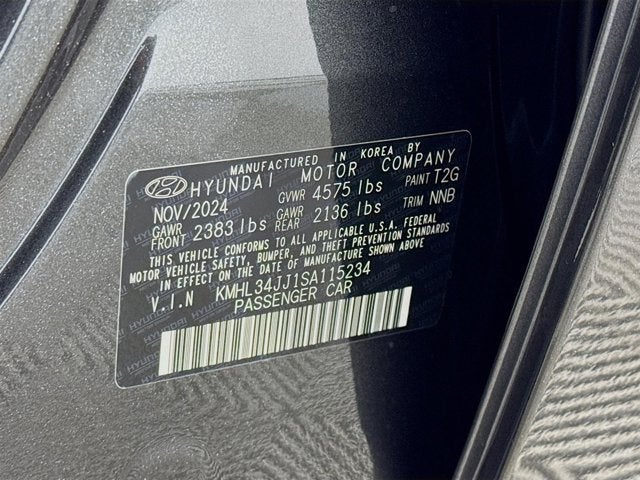 MANUFACTURED IN KOREA BY
HYUNDAI MOTOR COMPANY
NOV/2024 GVWR 4575 lbs PAINT T2G
GAWR FRONT 2383 lbs GAWR REAR 2136 lbs TRIM NNB
THIS VEHICLE CONFORMS TO ALL APPLICABLE U.S.A. FEDERAL
MOTOR VEHICLE SAFETY, BUMPER, AND THEFT PREVENTION STANDARDS
IN EFFECT ON THE DATE OF MANUFACTURE SHOWN ABOVE
V.I.N KMHL34JJ1SA115234
PASSENGER CAR